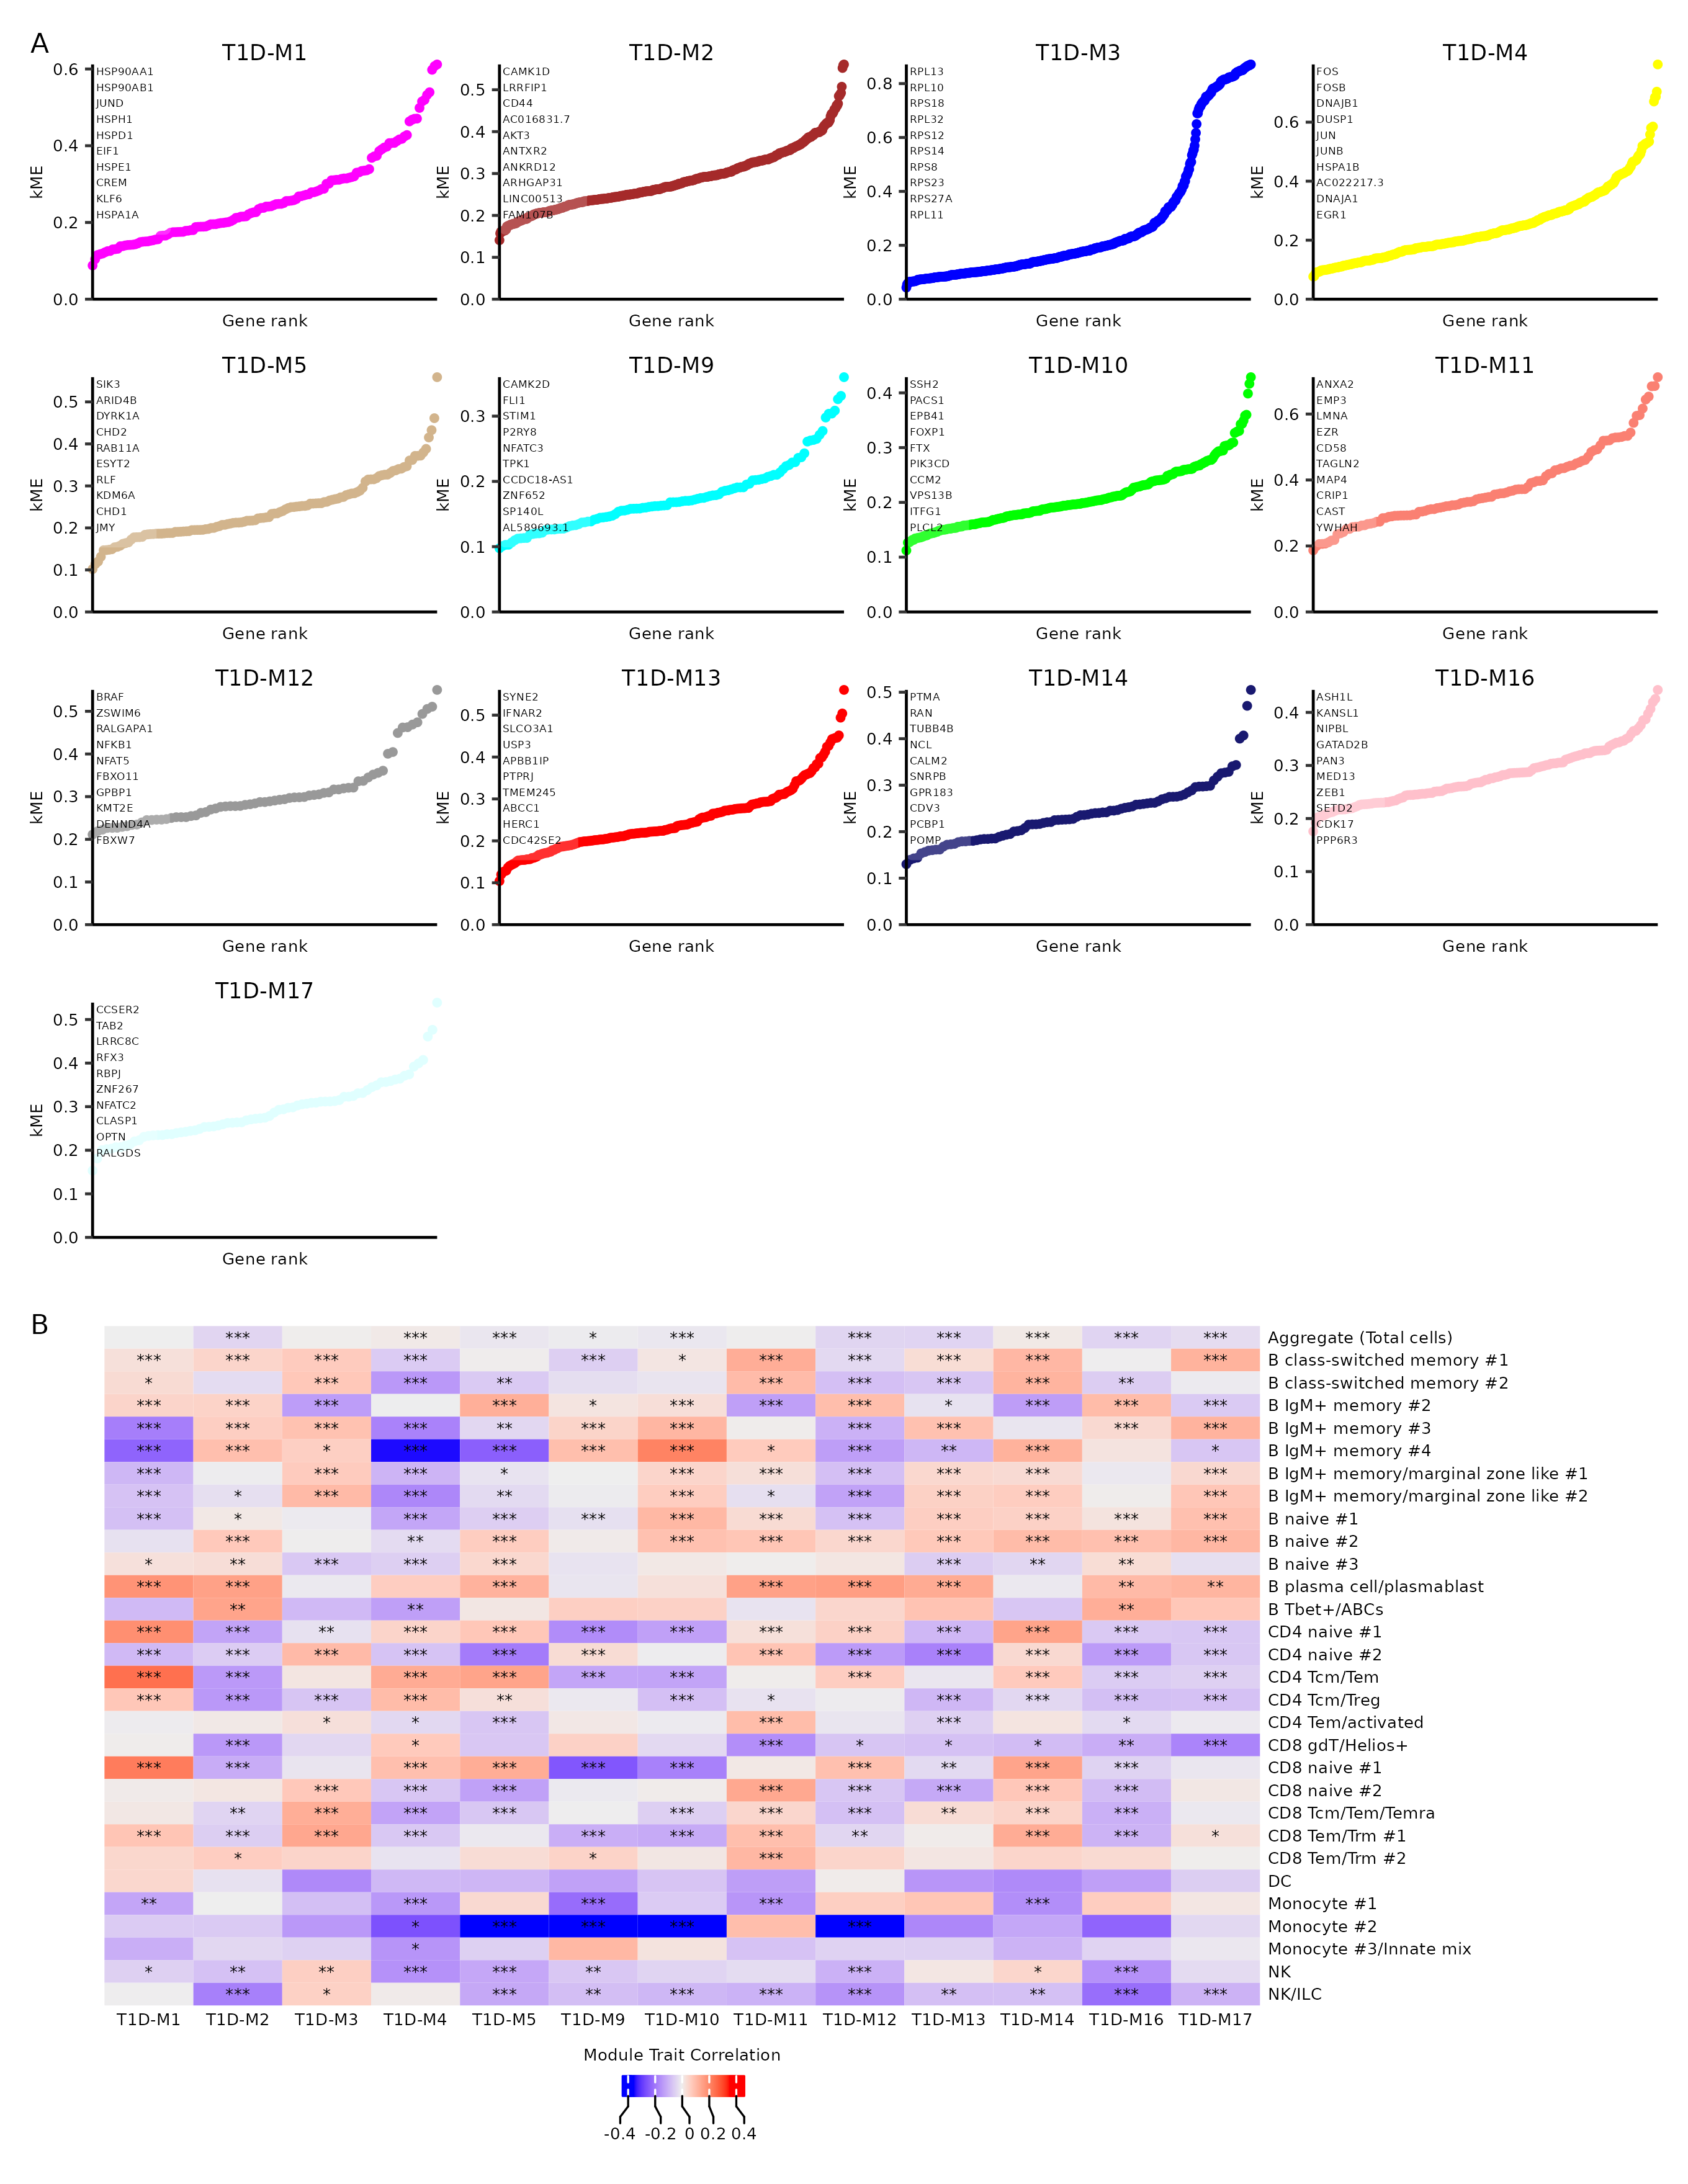 A
T1D-M1
0.6
0.4
0.2
0.0
kME
HSP90AA1
HSP90AB1
JUND
HSPH1
HSPD1
EIF1
HSPE1
CREM
KLF6
HSPA1A
Gene rank
T1D-M2
0.5
0.4
0.3
0.2
0.1
0.0
kME
CAMK1D
LRRFIP1
CD44
AC016831.7
AKT3
ANTXR2
ANKRD12
ARHGAP31
LINC00513
FAM107B
Gene rank
T1D-M3
0.8
0.6
0.4
0.2
0.0
kME
RPL13
RPL10
RPS18
RPL32
RPS12
RPS14
RPS8
RPS23
RPS27A
RPL11
Gene rank
T1D-M4
0.6
0.4
0.2
0.0
kME
FOS
FOSB
DNAJB1
DUSP1
JUN
JUNB
HSPA1B
AC022217.3
DNAJA1
EGR1
Gene rank
T1D-M5
0.5
0.4
0.3
0.2
0.1
0.0
kME
SIK3
ARID4B
DYRK1A
CHD2
RAB11A
ESYT2
RLF
KDM6A
CHD1
JMY
Gene rank
T1D-M9
0.3
0.2
0.1
0.0
kME
CAMK2D
FLI1
STIM1
P2RY8
NFATC3
TPK1
CCDC18-AS1
ZNF652
SP140L
AL589693.1
Gene rank
T1D-M10
0.4
0.3
0.2
0.1
0.0
kME
SSH2
PACS1
EPB41
FOXP1
FTX
PIK3CD
CCM2
VPS13B
ITFG1
PLCL2
Gene rank
T1D-M11
0.6
0.4
0.2
0.0
kME
ANXA2
EMP3
LMNA
EZR
CD58
TAGLN2
MAP4
CRIP1
CAST
YWHAH
Gene rank
T1D-M12
0.5
0.4
0.3
0.2
0.1
0.0
kME
BRAF
ZSWIM6
RALGAPA1
NFKB1
NFAT5
FBXO11
GPBP1
KMT2E
DENND4A
FBXW7
Gene rank
T1D-M13
0.5
0.4
0.3
0.2
0.1
0.0
kME
SYNE2
IFNAR2
SLCO3A1
USP3
APBB1IP
PTPRJ
TMEM245
ABCC1
HERC1
CDC42SE2
Gene rank
T1D-M14
0.5
0.4
0.3
0.2
0.1
0.0
kME
PTMA
RAN
TUBB4B
NCL
CALM2
SNRPB
GPR183
CDV3
PCBP1
POMP
Gene rank
T1D-M16
0.4
0.3
0.2
0.1
0.0
kME
ASH1L
KANSL1
NIPBL
GATAD2B
PAN3
MED13
ZEB1
SETD2
CDK17
PPP6R3
Gene rank
T1D-M17
0.5
0.4
0.3
0.2
0.1
0.0
kME
CCSER2
TAB2
LRRC8C
RFX3
RBPJ
ZNF267
NFATC2
CLASP1
OPTN
RALGDS
Gene rank
B
*** *** *** * *** *** *** *** *** *** Aggregate (Total cells)
*** *** *** *** *** * *** *** *** *** *** B class-switched memory #1
* *** *** ** *** *** *** *** ** B class-switched memory #2
*** *** *** *** * *** *** *** * *** *** *** B IgM+ memory #2
*** *** *** *** ** *** *** *** *** *** *** B IgM+ memory #3
*** *** * *** *** *** *** * *** ** *** * B IgM+ memory #4
*** *** *** * *** *** *** *** *** *** B IgM+ memory/marginal zone like #1
*** * *** *** ** *** * *** *** *** *** B IgM+ memory/marginal zone like #2
*** * *** *** *** *** *** *** *** *** *** *** B naive #1
*** ** *** *** *** *** *** *** *** *** B naive #2
* ** *** *** *** *** ** ** B naive #3
*** *** *** *** *** *** ** ** B plasma cell/plasmablast
** ** ** B Tbet+/ABCs
*** *** ** *** *** *** *** *** *** *** *** *** *** CD4 naive #1
*** *** *** *** *** *** *** *** *** *** *** *** CD4 naive #2
*** *** *** *** *** *** *** *** *** *** CD4 Tcm/Tem
*** *** *** *** ** *** * *** *** *** *** CD4 Tcm/Treg
* * *** *** *** * CD4 Tem/activated
*** * *** * * * ** *** CD8 gdT/Helios+
*** *** *** *** *** *** *** ** *** *** CD8 naive #1
*** *** *** *** *** *** *** *** CD8 naive #2
** *** *** *** *** *** *** ** *** *** CD8 Tcm/Tem/Temra
*** *** *** *** *** *** *** ** *** *** * CD8 Tem/Trm #1
* * *** CD8 Tem/Trm #2
DC
** *** *** *** *** Monocyte #1
* *** *** *** *** Monocyte #2
* Monocyte #3/Innate mix
* ** ** *** *** ** *** * *** NK
*** * *** ** *** *** *** ** ** *** *** NK/ILC
T1D-M1 T1D-M2 T1D-M3 T1D-M4 T1D-M5 T1D-M9 T1D-M10 T1D-M11 T1D-M12 T1D-M13 T1D-M14 T1D-M16 T1D-M17
Module Trait Correlation
-0.4 -0.2 0 0.2 0.4